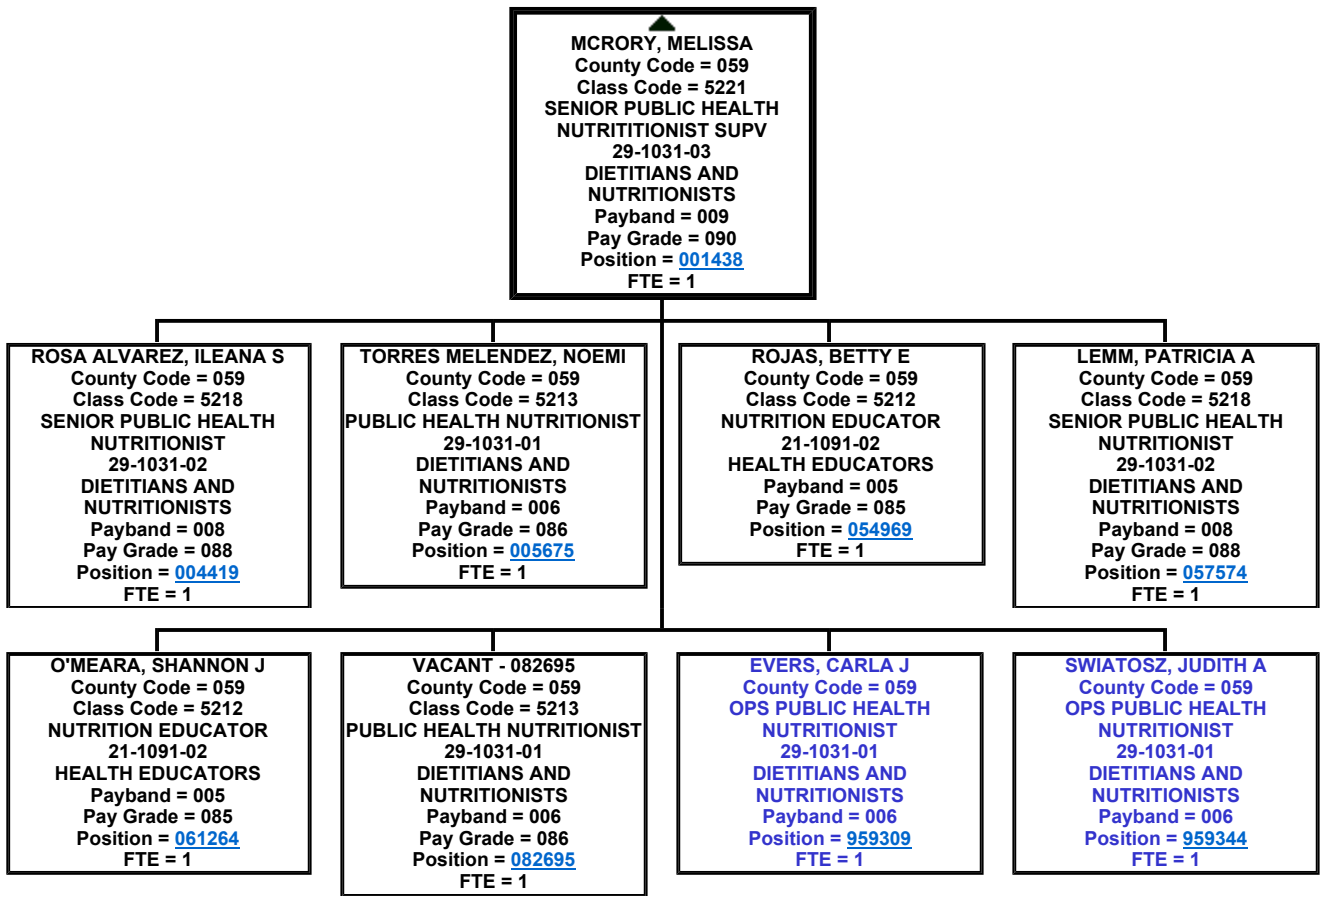 MCRORY, MELISSA
County Code = 059
Class Code = 5221
SENIOR PUBLIC HEALTH
NUTRITITIONIST SUPV
29-1031-03
DIETITIANS AND
NUTRITIONISTS
Payband = 009
Pay Grade = 090
Position = 001438
FTE = 1
ROSA ALVAREZ, ILEANA S
County Code = 059
Class Code = 5218
SENIOR PUBLIC HEALTH
NUTRITIONIST
29-1031-02
DIETITIANS AND
NUTRITIONISTS
Payband = 008
Pay Grade = 088
Position = 004419
FTE = 1
TORRES MELENDEZ, NOEMI
County Code = 059
Class Code = 5213
PUBLIC HEALTH NUTRITIONIST
29-1031-01
DIETITIANS AND
NUTRITIONISTS
Payband = 006
Pay Grade = 086
Position = 005675
FTE = 1
ROJAS, BETTY E
County Code = 059
Class Code = 5212
NUTRITION EDUCATOR
21-1091-02
HEALTH EDUCATORS
Payband = 005
Pay Grade = 085
Position = 054969
FTE = 1
LEMM, PATRICIA A
County Code = 059
Class Code = 5218
SENIOR PUBLIC HEALTH
NUTRITIONIST
29-1031-02
DIETITIANS AND
NUTRITIONISTS
Payband = 008
Pay Grade = 088
Position = 057574
FTE = 1
O'MEARA, SHANNON J
County Code = 059
Class Code = 5212
NUTRITION EDUCATOR
21-1091-02
HEALTH EDUCATORS
Payband = 005
Pay Grade = 085
Position = 061264
FTE = 1
VACANT - 082695
County Code = 059
Class Code = 5213
PUBLIC HEALTH NUTRITIONIST
29-1031-01
DIETITIANS AND
NUTRITIONISTS
Payband = 006
Pay Grade = 086
Position = 082695
FTE = 1
EVERS, CARLA J
County Code = 059
OPS PUBLIC HEALTH
NUTRITIONIST
29-1031-01
DIETITIANS AND
NUTRITIONISTS
Payband = 006
Position = 959309
FTE = 1
SWIATOSZ, JUDITH A
County Code = 059
OPS PUBLIC HEALTH
NUTRITIONIST
29-1031-01
DIETITIANS AND
NUTRITIONISTS
Payband = 006
Position = 959344
FTE = 1